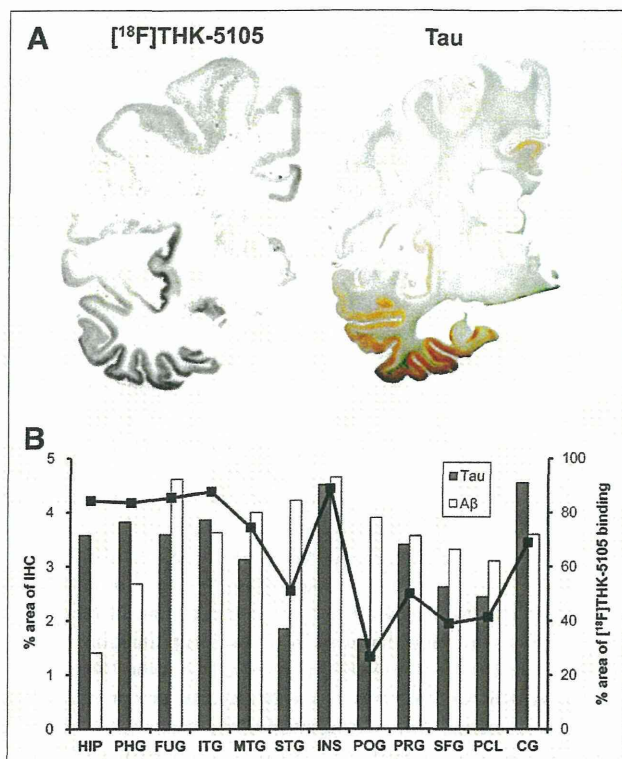 A
[¹⁸F]THK-5105 Tau
B
Tau
Aβ
% area of IHC
5
4
3
2
1
0
% area of [¹⁸F]THK-5105 binding
100
80
60
40
20
0
HIP PHG FUG ITG MTG STG INS POG PRG SFG PCL CG